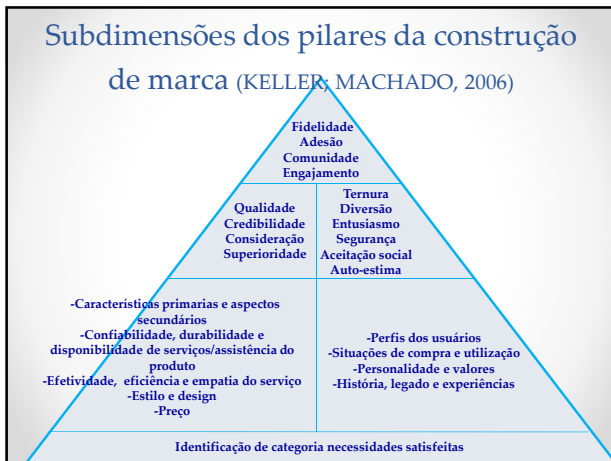 Subdimensões dos pilares da construção
de marca (KELLER; MACHADO, 2006)
Fidelidade
Adesão
Comunidade
Engajamento
Qualidade
Credibilidade
Consideração
Superioridade
Ternura
Diversão
Entusiasmo
Segurança
Aceitação social
Auto-estima
-Características primarias e aspectos
secundários
-Confiabilidade, durabilidade e
disponibilidade de serviços/assistência do
produto
-Efetividade, eficiência e empatia do serviço
-Estilo e design
-Preço
-Perfis dos usuários
-Situações de compra e utilização
-Personalidade e valores
-História, legado e experiências
Identificação de categoria necessidades satisfeitas